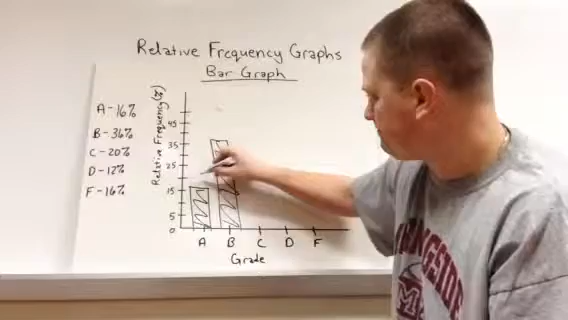 Relative Frequency Graphs
Bar Graph
A - 16%
B - 36%
C - 20%
D - 12%
F - 16%
Relative Frequency (%)
45
35
25
15
5
0
A B C D F
Grade
M